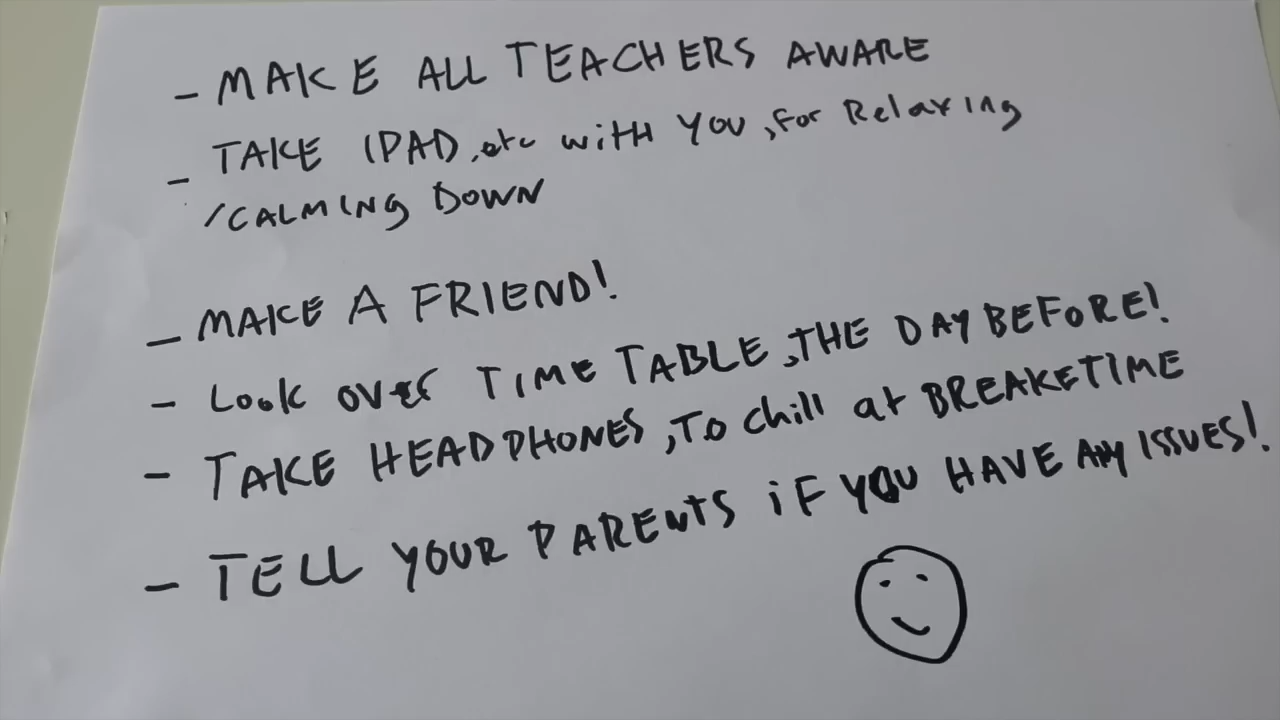 - MAKE ALL TEACHERS AWARE
- TAKE IPAD, etc with YOU, For Relaxing
/CALMING DOWN
- MAKE A FRIEND!
- Look over TIME TABLE, THE DAY BEFORE!
- TAKE HEADPHONES, TO chill at BREAKETIME
- TELL YOUR PARENTS iF YOU HAVE ANY ISSUES!